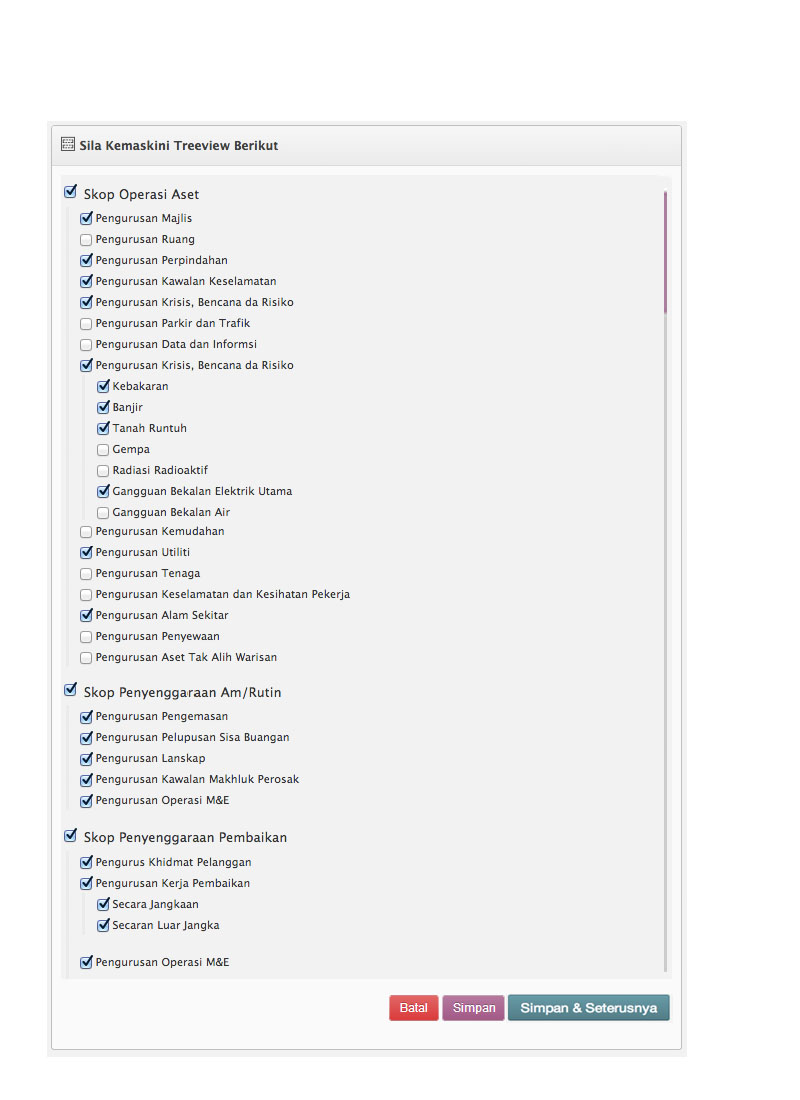 Sila Kemaskini Treeview Berikut
Skop Operasi Aset
Pengurusan Majlis
Pengurusan Ruang
Pengurusan Perpindahan
Pengurusan Kawalan Keselamatan
Pengurusan Krisis, Bencana da Risiko
Pengurusan Parkir dan Trafik
Pengurusan Data dan Informsi
Pengurusan Krisis, Bencana da Risiko
Kebakaran
Banjir
Tanah Runtuh
Gempa
Radiasi Radioaktif
Gangguan Bekalan Elektrik Utama
Gangguan Bekalan Air
Pengurusan Kemudahan
Pengurusan Utiliti
Pengurusan Tenaga
Pengurusan Keselamatan dan Kesihatan Pekerja
Pengurusan Alam Sekitar
Pengurusan Penyewaan
Pengurusan Aset Tak Alih Warisan
Skop Penyenggaraan Am/Rutin
Pengurusan Pengemasan
Pengurusan Pelupusan Sisa Buangan
Pengurusan Lanskap
Pengurusan Kawalan Makhluk Perosak
Pengurusan Operasi M&E
Skop Penyenggaraan Pembaikan
Pengurus Khidmat Pelanggan
Pengurusan Kerja Pembaikan
Secara Jangkaan
Secaran Luar Jangka
Pengurusan Operasi M&E
Batal Simpan Simpan & Seterusnya